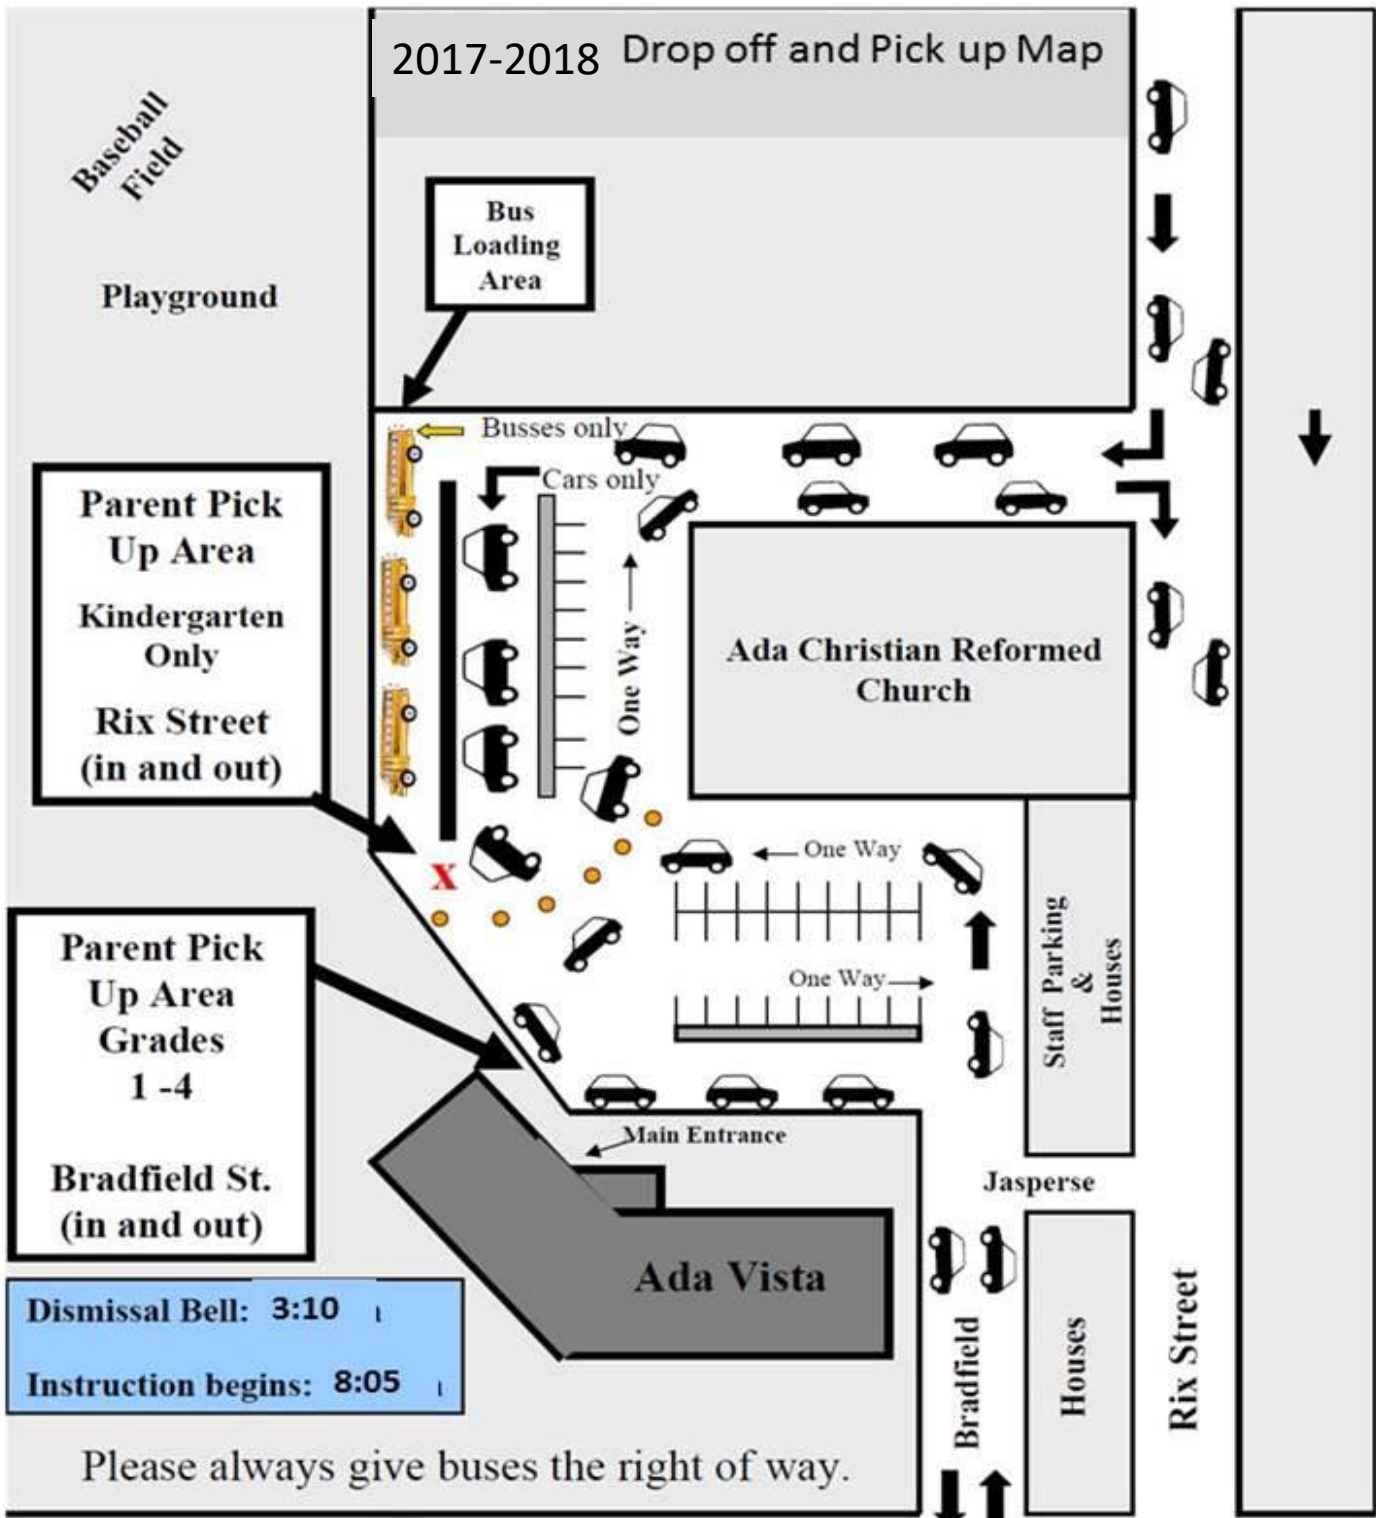 2017-2018 Drop off and Pick up Map
Baseball
Field
Bus
Loading
Area
Playground
Busses only
Cars only
Parent Pick
Up Area
Kindergarten
Only
Rix Street
(in and out)
One Way
Ada Christian Reformed
Church
One Way
X
Parent Pick
Up Area
Grades
1 -4
Bradfield St.
(in and out)
One Way
Staff Parking
&
Houses
Main Entrance
Jasperse
Ada Vista
Dismissal Bell: 3:10
Instruction begins: 8:05
Bradfield
Houses
Rix Street
Please always give buses the right of way.